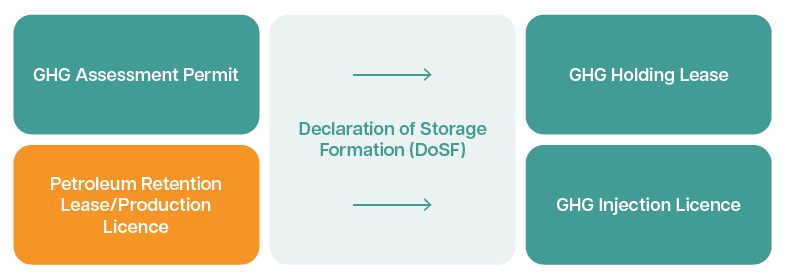 GHG Assessment Permit
Petroleum Retention
Lease/Production
Licence
Declaration of Storage
Formation (DoSF)
GHG Holding Lease
GHG Injection Licence